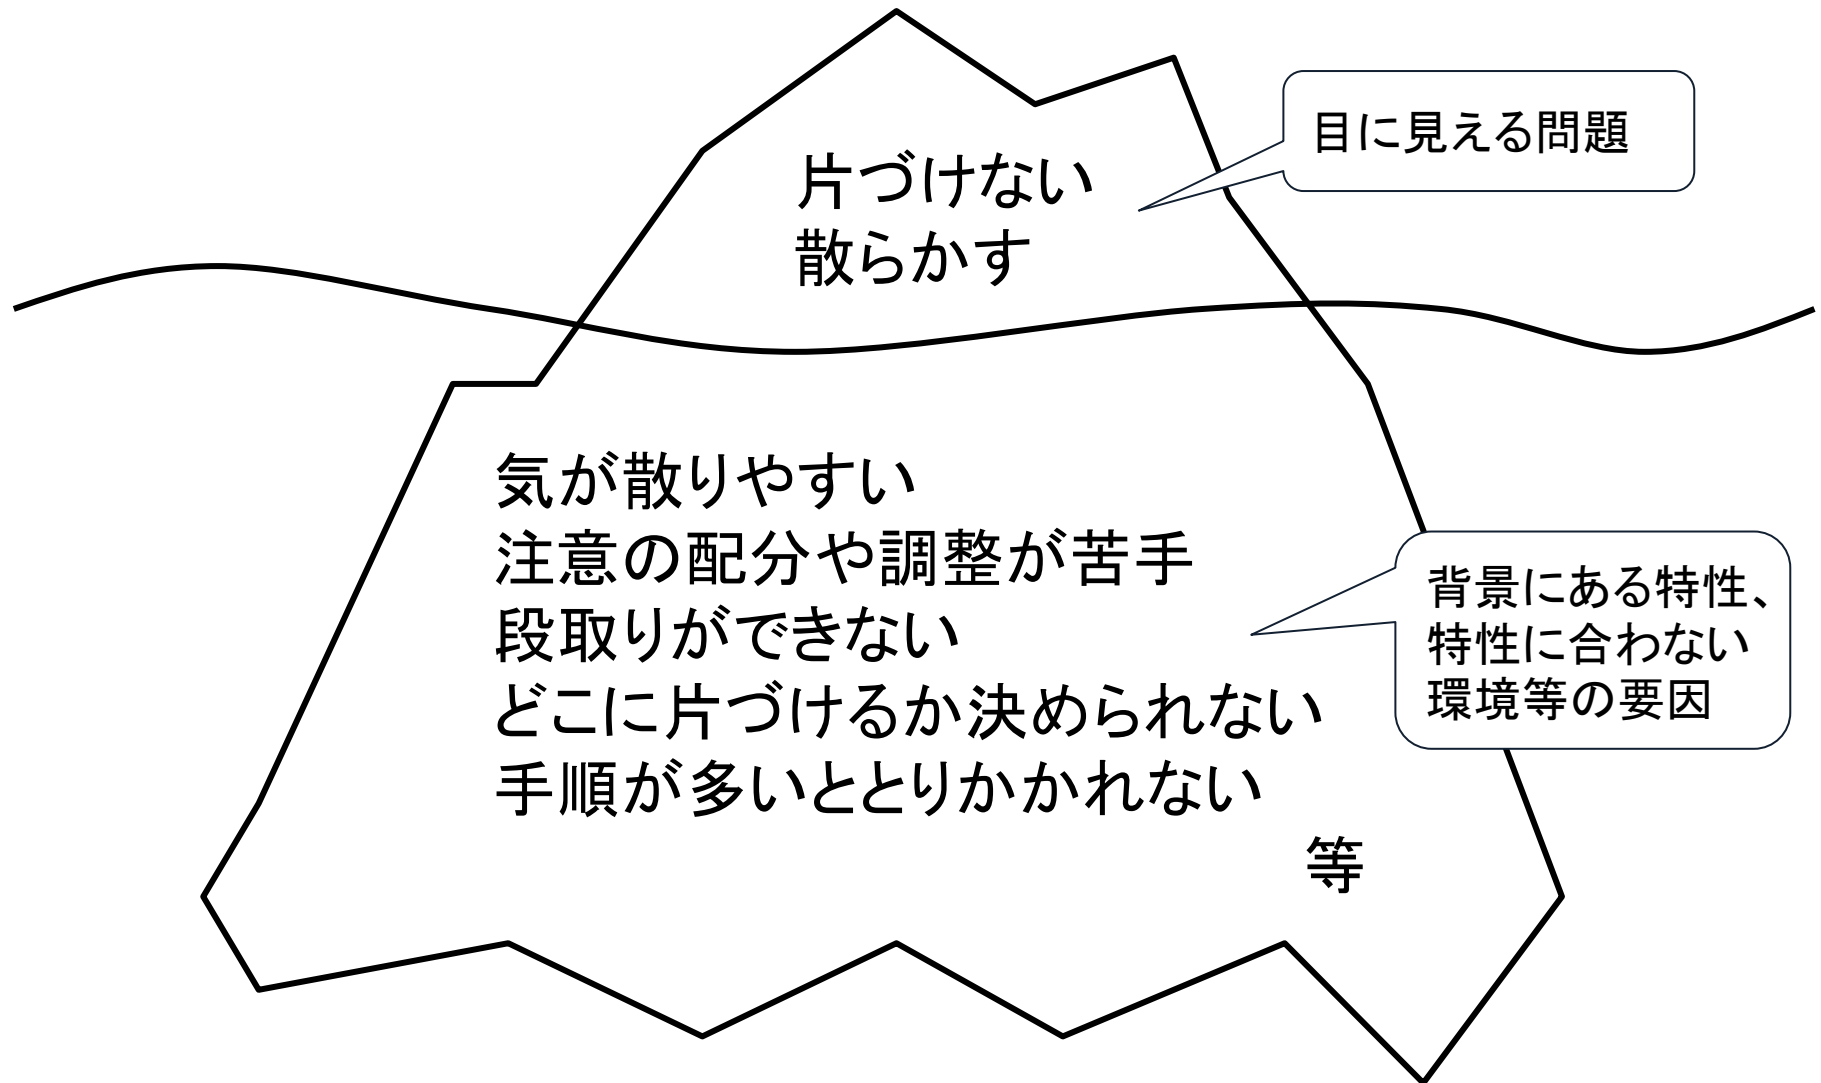 目に見える問題
片づけない
散らかす
気が散りやすい
注意の配分や調整が苦手
段取りができない
どこに片づけるか決められない
手順が多いととりかかれない
等
背景にある特性、
特性に合わない
環境等の要因